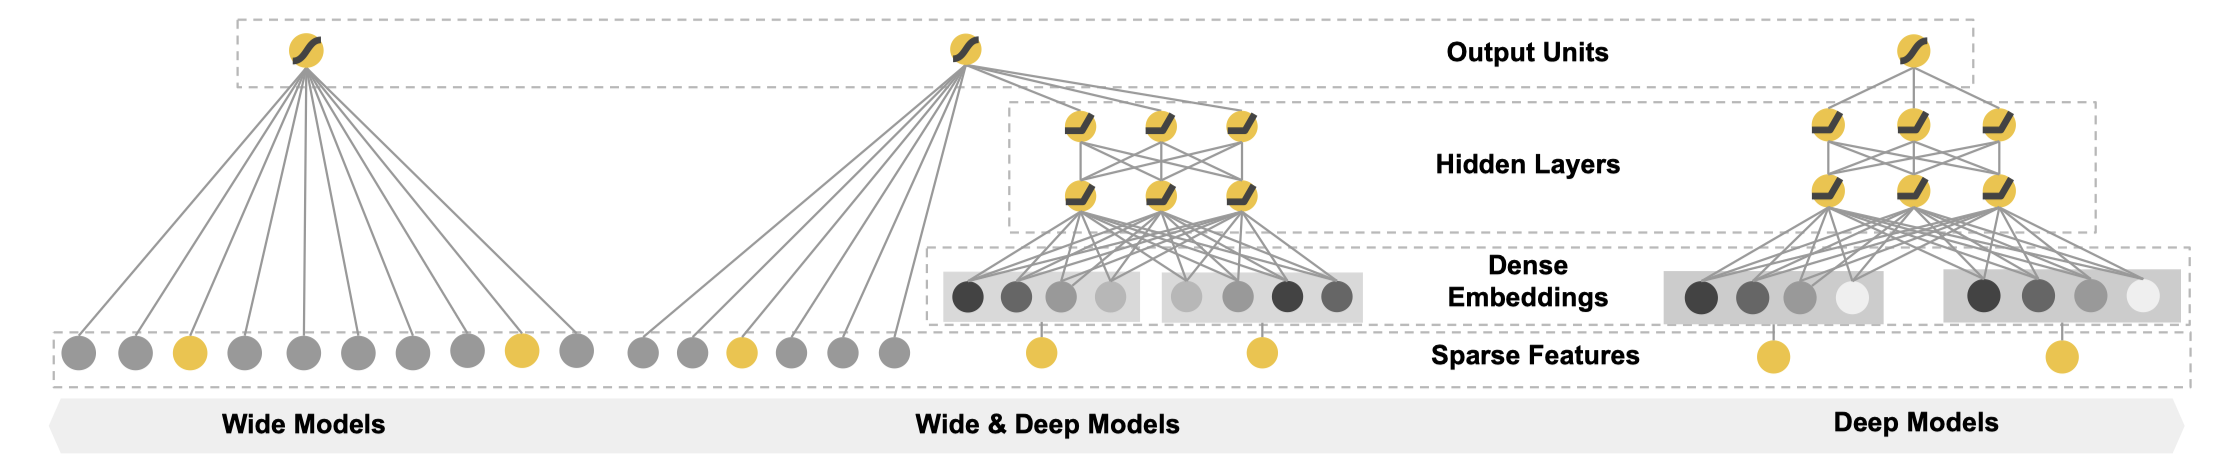 Output Units
Hidden Layers
Dense
Embeddings
Sparse Features
Wide Models
Wide & Deep Models
Deep Models